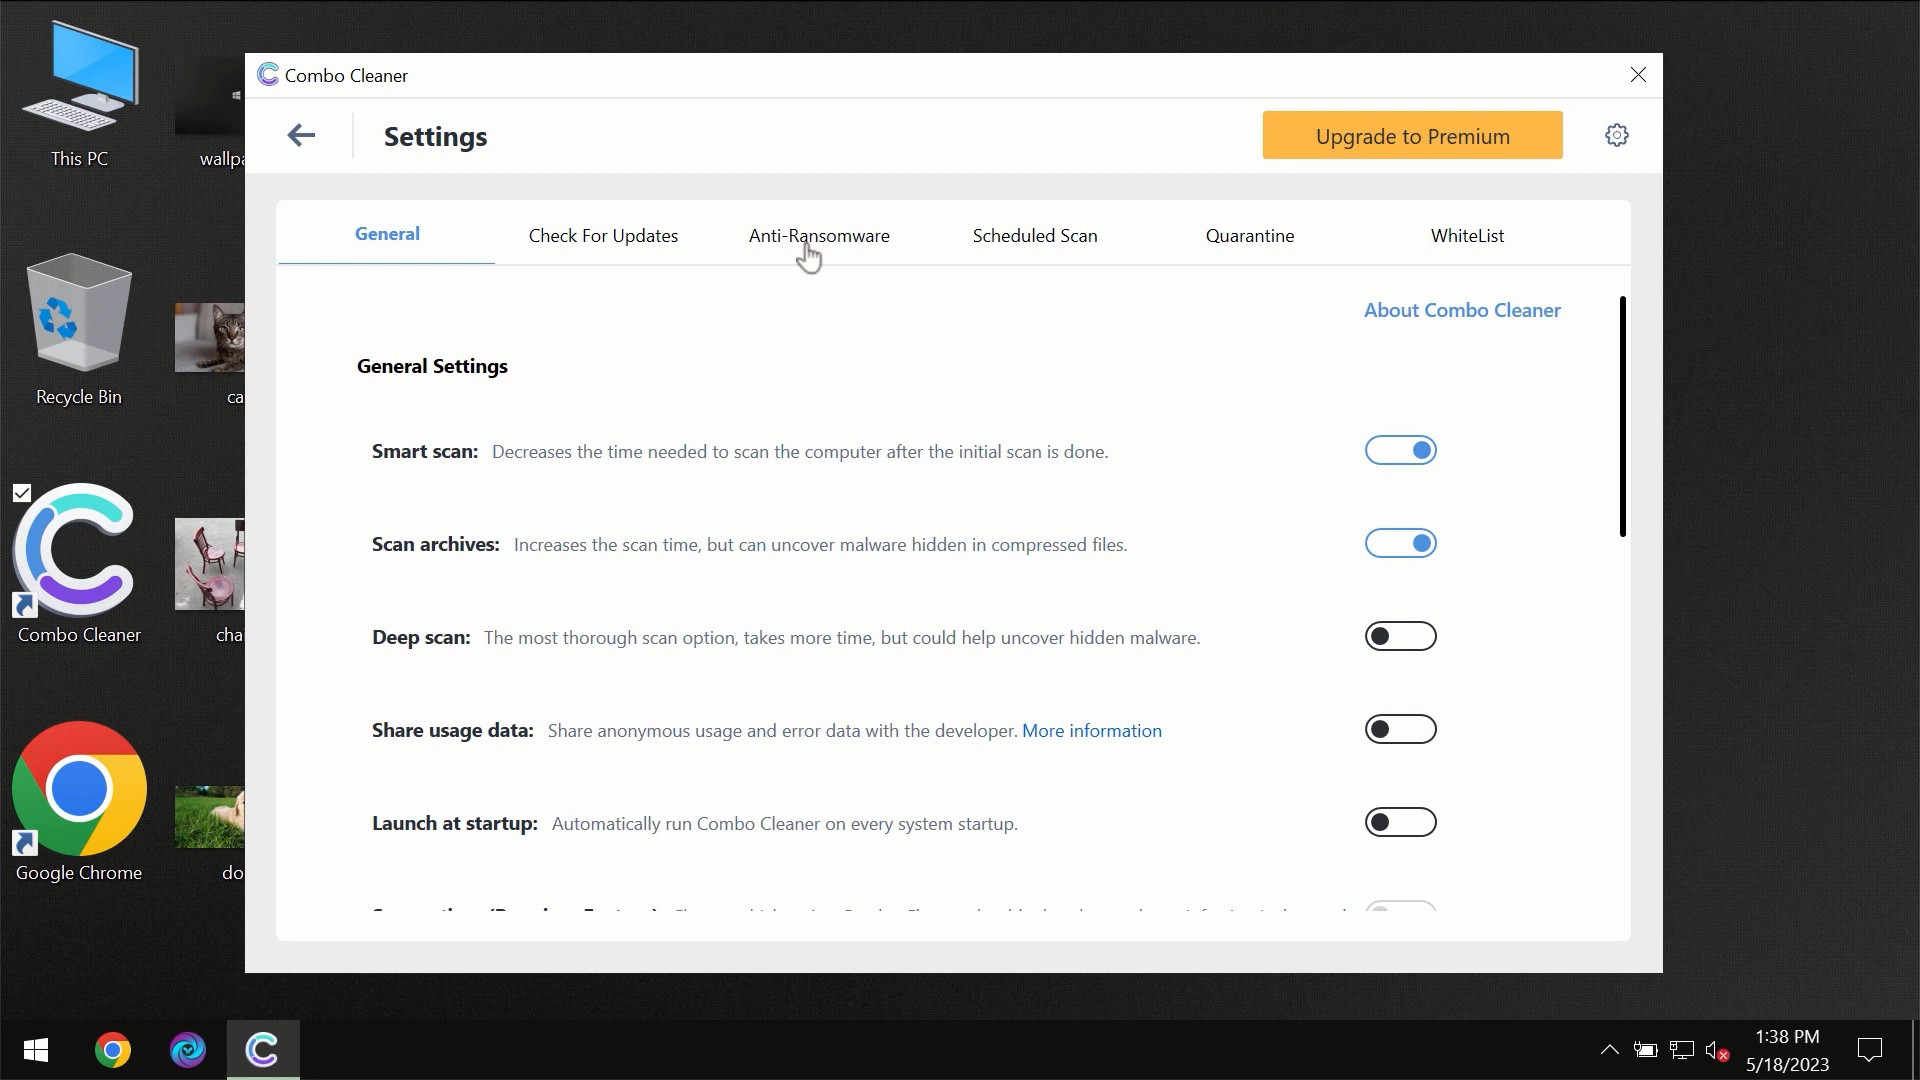 This PC
wallpa
Recycle Bin
ca
Combo Cleaner
chai
Google Chrome
do
Combo Cleaner
Settings
Upgrade to Premium
General
Check For Updates
Anti-Ransomware
Scheduled Scan
Quarantine
WhiteList
About Combo Cleaner
General Settings
Smart scan: Decreases the time needed to scan the computer after the initial scan is done.
Scan archives: Increases the scan time, but can uncover malware hidden in compressed files.
Deep scan: The most thorough scan option, takes more time, but could help uncover hidden malware.
Share usage data: Share anonymous usage and error data with the developer. More information
Launch at startup: Automatically run Combo Cleaner on every system startup.
1:38 PM
5/18/2023